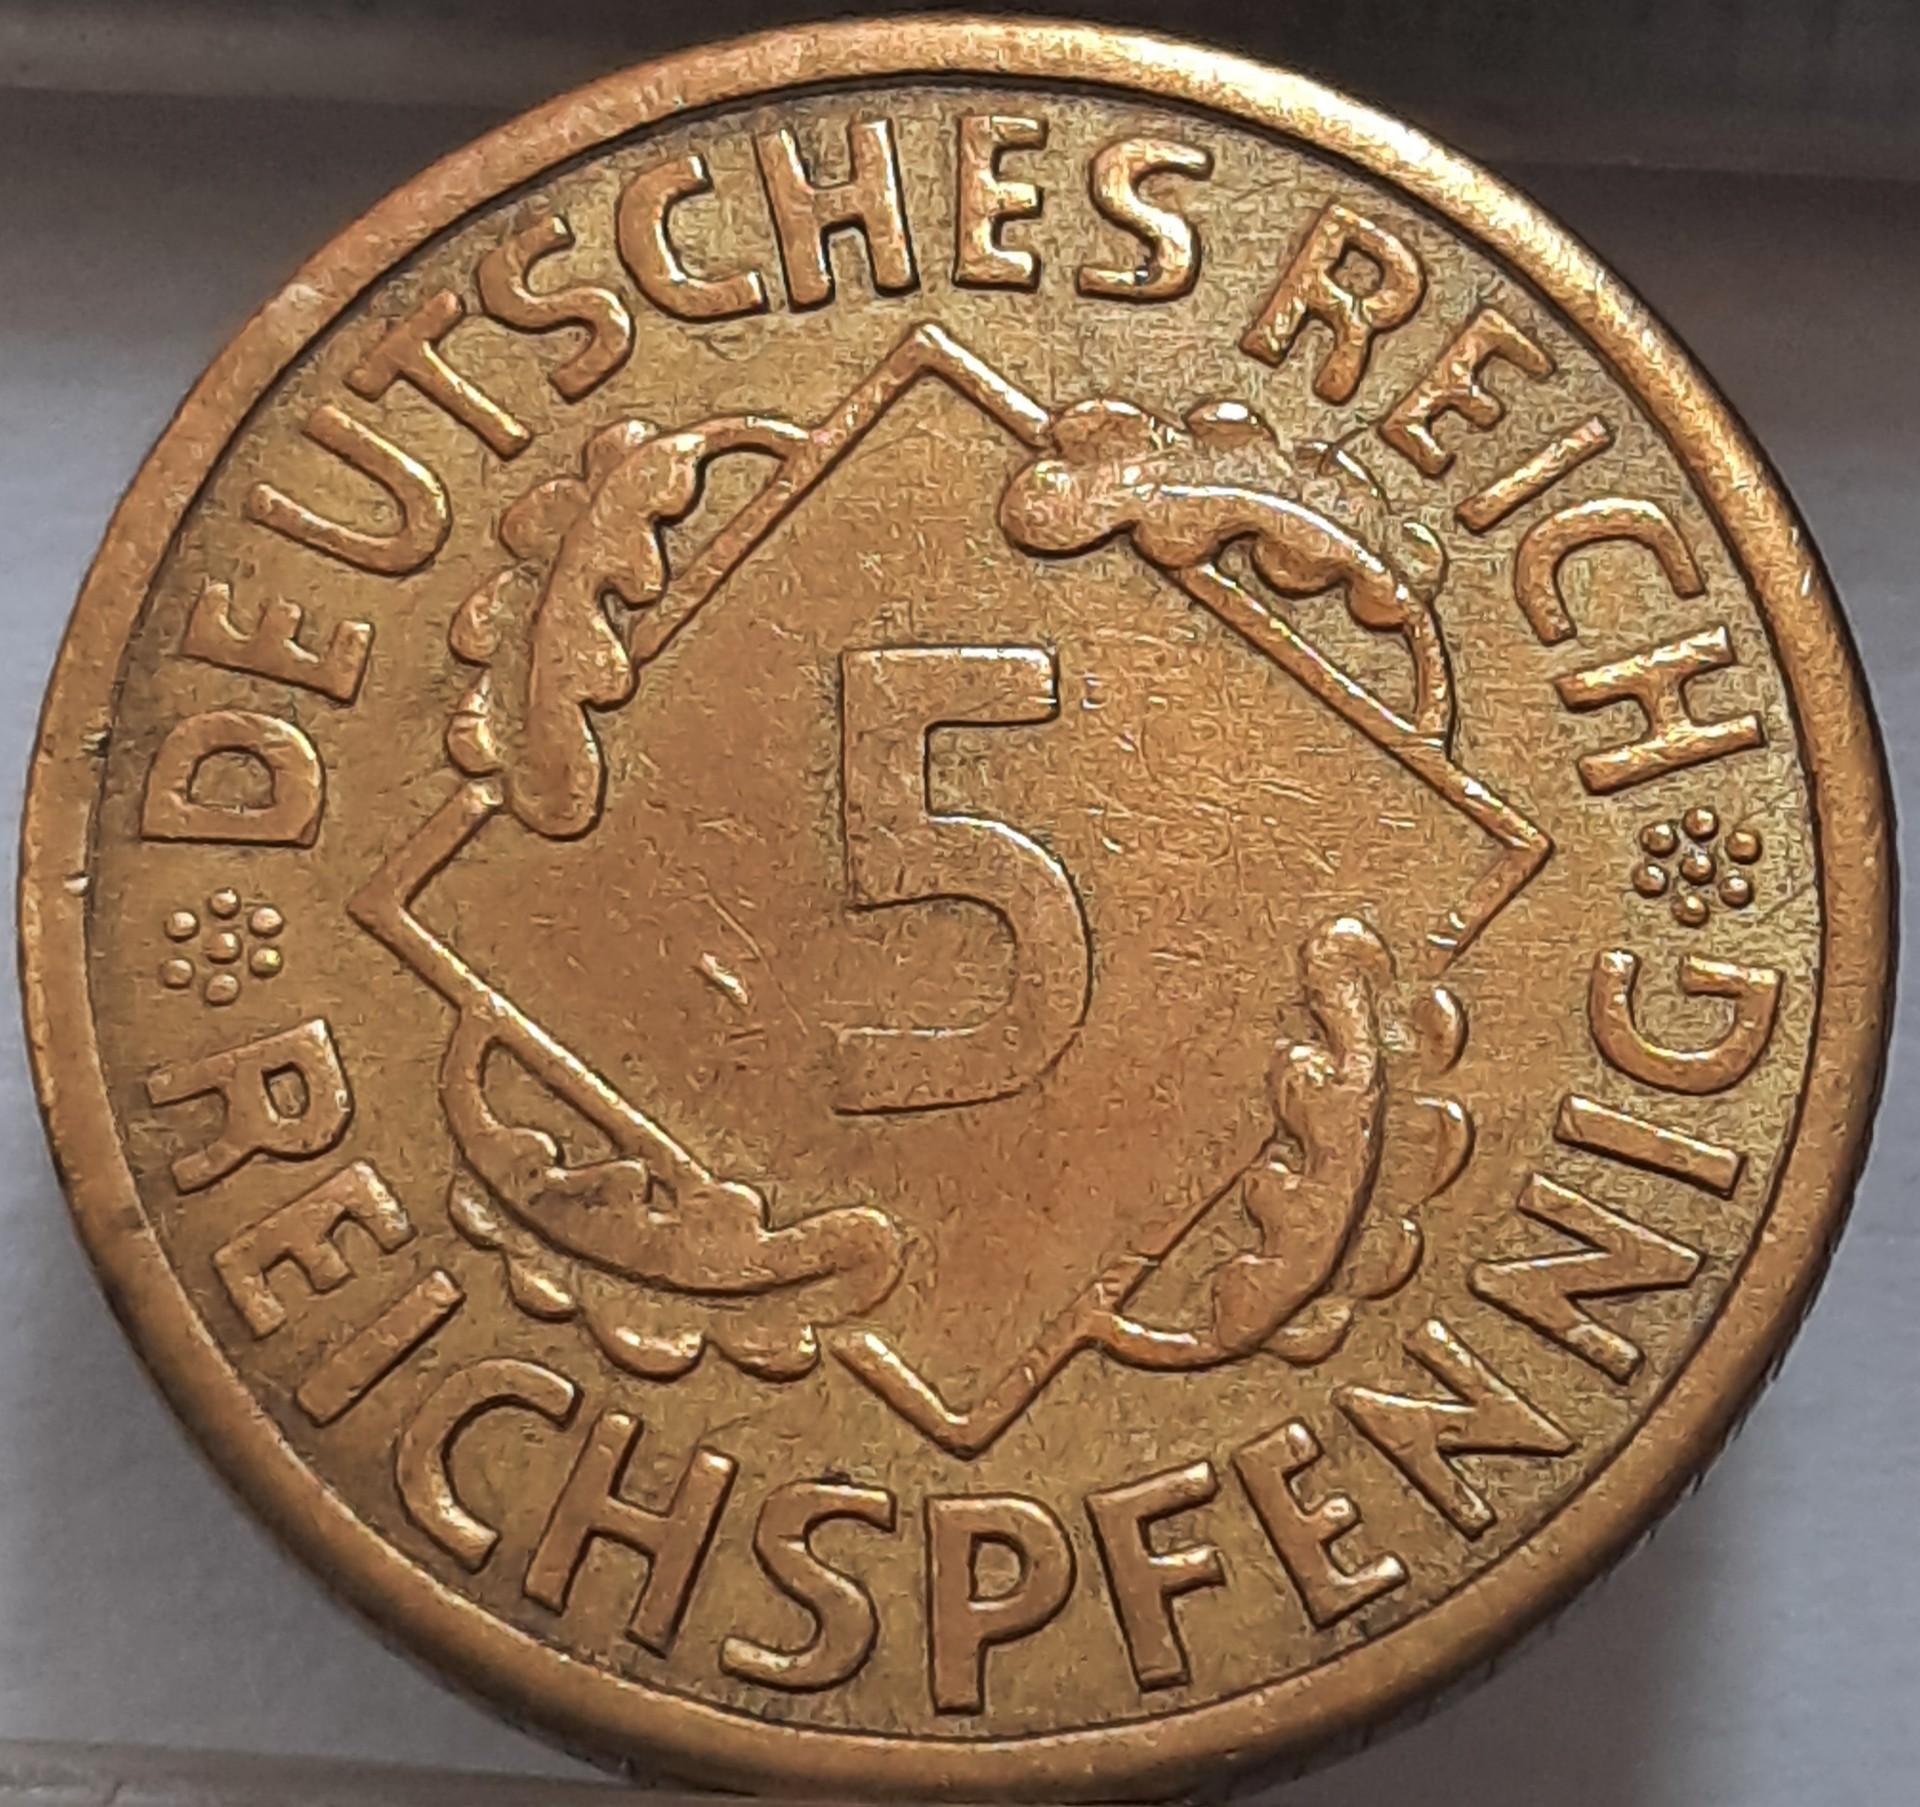 DEUTSCHES REICH
5
REICHSPFENNIG